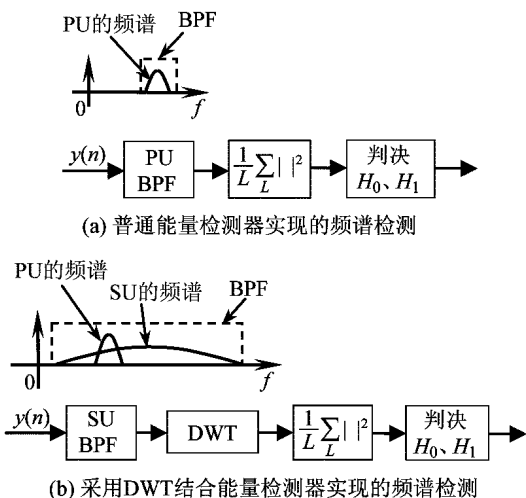 PU的频谱
BPF
0
f
y(n)
PU
BPF
1/L ∑_L | |²
判决
H₀、H₁
(a) 普通能量检测器实现的频谱检测
PU的频谱
SU的频谱
BPF
0
f
y(n)
SU
BPF
DWT
1/L ∑_L | |²
判决
H₀、H₁
(b) 采用DWT结合能量检测器实现的频谱检测